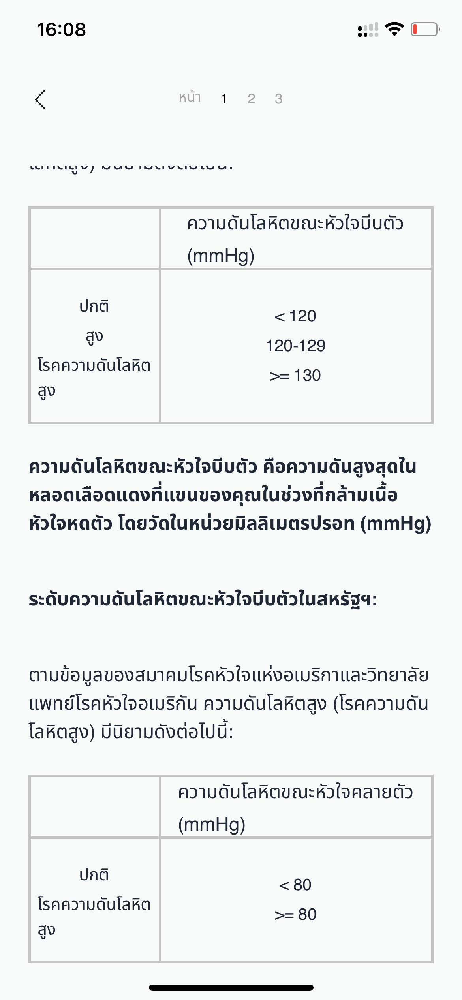 16:08
หน้า 1 2 3
ความดันโลหิตขณะหัวใจบีบตัว
(mmHg)
ปกติ
สูง
โรคความดันโลหิต
สูง
< 120
120-129
>= 130
ความดันโลหิตขณะหัวใจบีบตัว คือความดันสูงสุดใน
หลอดเลือดแดงที่แขนของคุณในช่วงที่กล้ามเนื้อ
หัวใจหดตัว โดยวัดในหน่วยมิลลิเมตรปรอท (mmHg)
ระดับความดันโลหิตขณะหัวใจบีบตัวในสหรัฐฯ:
ตามข้อมูลของสมาคมโรคหัวใจแห่งอเมริกาและวิทยาลัย
แพทย์โรคหัวใจอเมริกัน ความดันโลหิตสูง (โรคความดัน
โลหิตสูง) มีนิยามดังต่อไปนี้:
ความดันโลหิตขณะหัวใจคลายตัว
(mmHg)
ปกติ
โรคความดันโลหิต
สูง
< 80
>= 80